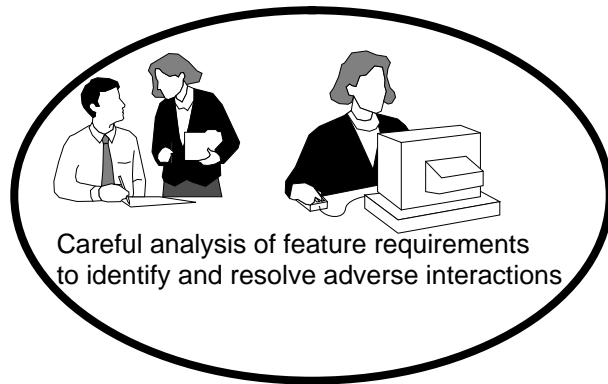 Careful analysis of feature requirements
to identify and resolve adverse interactions